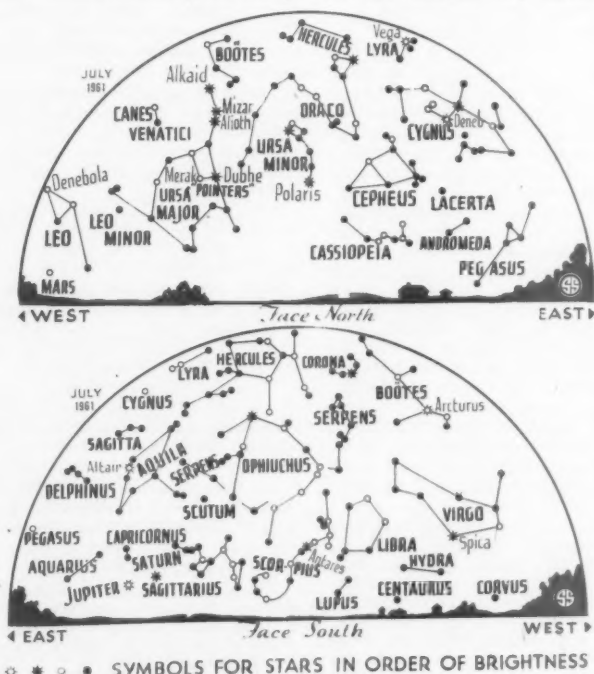 HERCULES
Vega
LYRA
BOÖTES
Alkaid
JULY
1961
Mizar
Alioth
CANES
VENATICI
DRACO
CYGNUS
Deneb
URSA
MINOR
Denebola
Merak
Dubhe
"POINTERS"
URSA
MAJOR
Polaris
CEPHEUS
LACERTA
LEO
LEO
MINOR
CASSIOPEIA
ANDROMEDA
PEGASUS
MARS
WEST
Face North
EAST
HERCULES
CORONA
LYRA
BOÖTES
JULY
1961
CYGNUS
Arcturus
SERPENS
SAGITTA
AQUILA
Altair
SERPENS
OPHIUCHUS
DELPHINUS
SCUTUM
VIRGO
PEGASUS
CAPRICORNUS
LIBRA
Spica
AQUARIUS
SATURN
SCORPIUS
Antares
HYDRA
JUPITER
SAGITTARIUS
LUPUS
CENTAURUS
CORVUS
EAST
Face South
WEST
SYMBOLS FOR STARS IN ORDER OF BRIGHTNESS